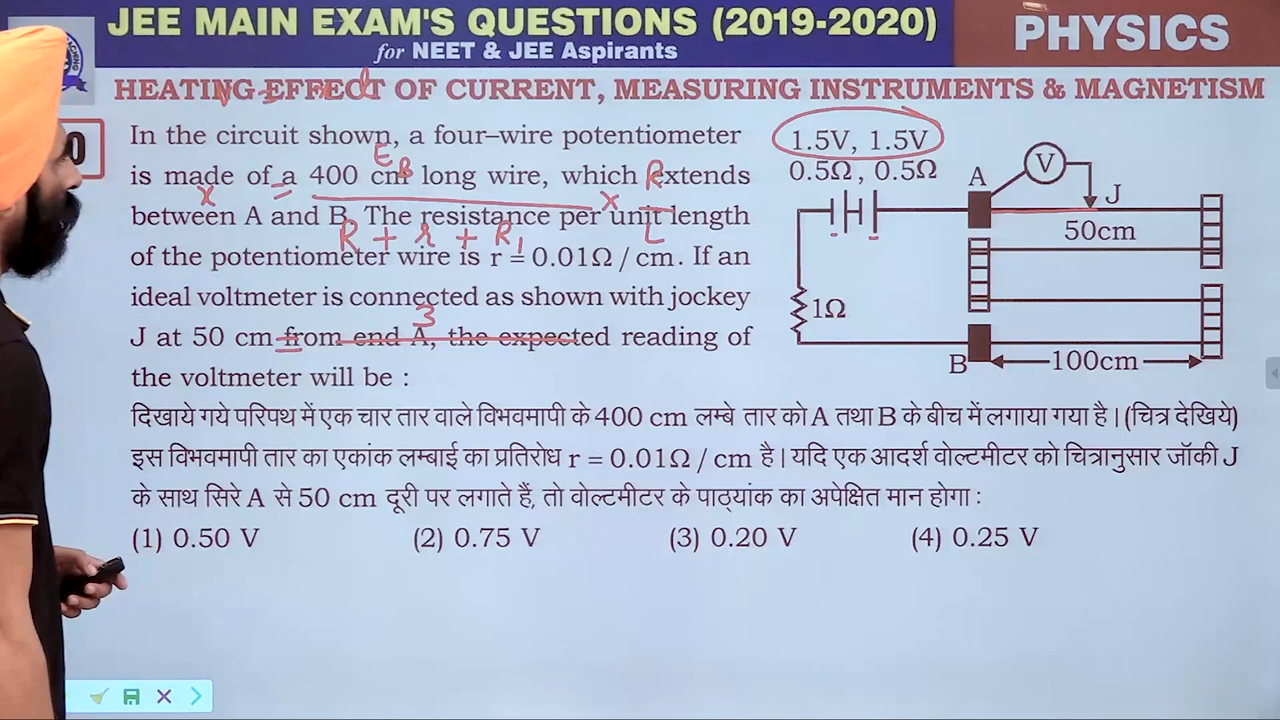 JEE MAIN EXAM'S QUESTIONS (2019-2020)
for NEET & JEE Aspirants
PHYSICS
HEATING EFFECT OF CURRENT, MEASURING INSTRUMENTS & MAGNETISM
0
In the circuit shown, a four–wire potentiometer
is made of a 400 cm long wire, which extends
between A and B. The resistance per unit length
of the potentiometer wire is r = 0.01Ω / cm. If an
ideal voltmeter is connected as shown with jockey
J at 50 cm from end A, the expected reading of
the voltmeter will be :
1.5V, 1.5V
0.5Ω, 0.5Ω
A
V
J
50cm
1Ω
B
100cm
E
R
R + r + R1
L
3
दिखाये गये परिपथ में एक चार तार वाले विभवमापी के 400 cm लम्बे तार को A तथा B के बीच में लगाया गया है। (चित्र देखिये)
इस विभवमापी तार का एकांक लम्बाई का प्रतिरोध r = 0.01Ω / cm है। यदि एक आदर्श वोल्टमीटर को चित्रानुसार जॉकी J
के साथ सिरे A से 50 cm दूरी पर लगाते हैं, तो वोल्टमीटर के पाठ्यांक का अपेक्षित मान होगा :
(1) 0.50 V (2) 0.75 V (3) 0.20 V (4) 0.25 V